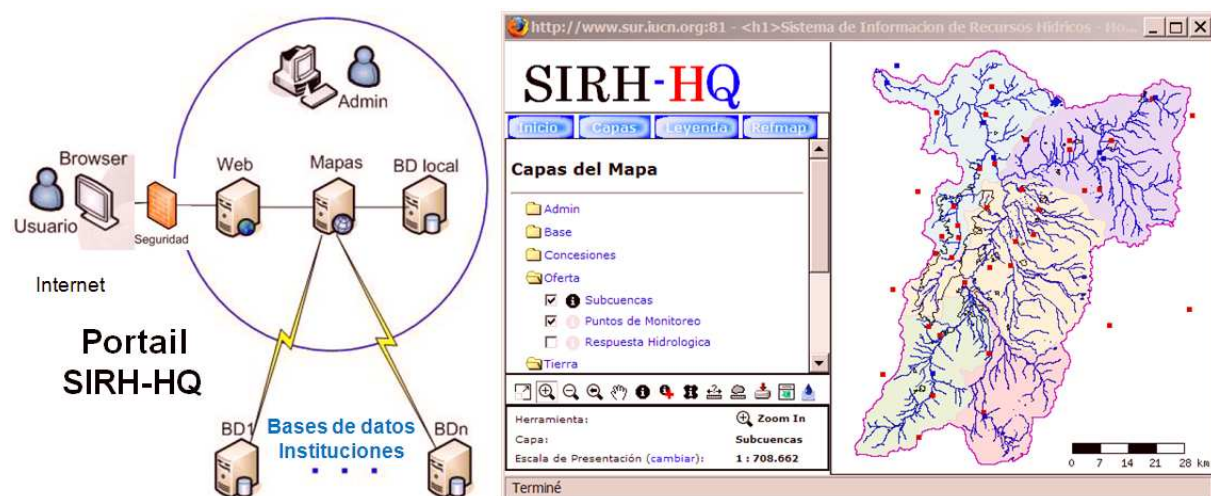 Admin
Browser
Web
Mapas
BD local
Usuario
Seguridad
Internet
Portail
SIRH-HQ
BD1
Bases de datos
Instituciones
BDn
http://www.sur.iucn.org:81 - <h1>Sistema de Informacion de Recursos Hidricos - Ho...
SIRH-HQ
Inicio Capas Leyenda Refmap
Capas del Mapa
Admin
Base
Concesiones
Oferta
Subcuencas
Puntos de Monitoreo
Respuesta Hidrologica
Tierra
Herramienta: Zoom In
Capa: Subcuencas
Escala de Presentación (cambiar): 1 : 708.662
0 7 14 21 28 km
Terminé